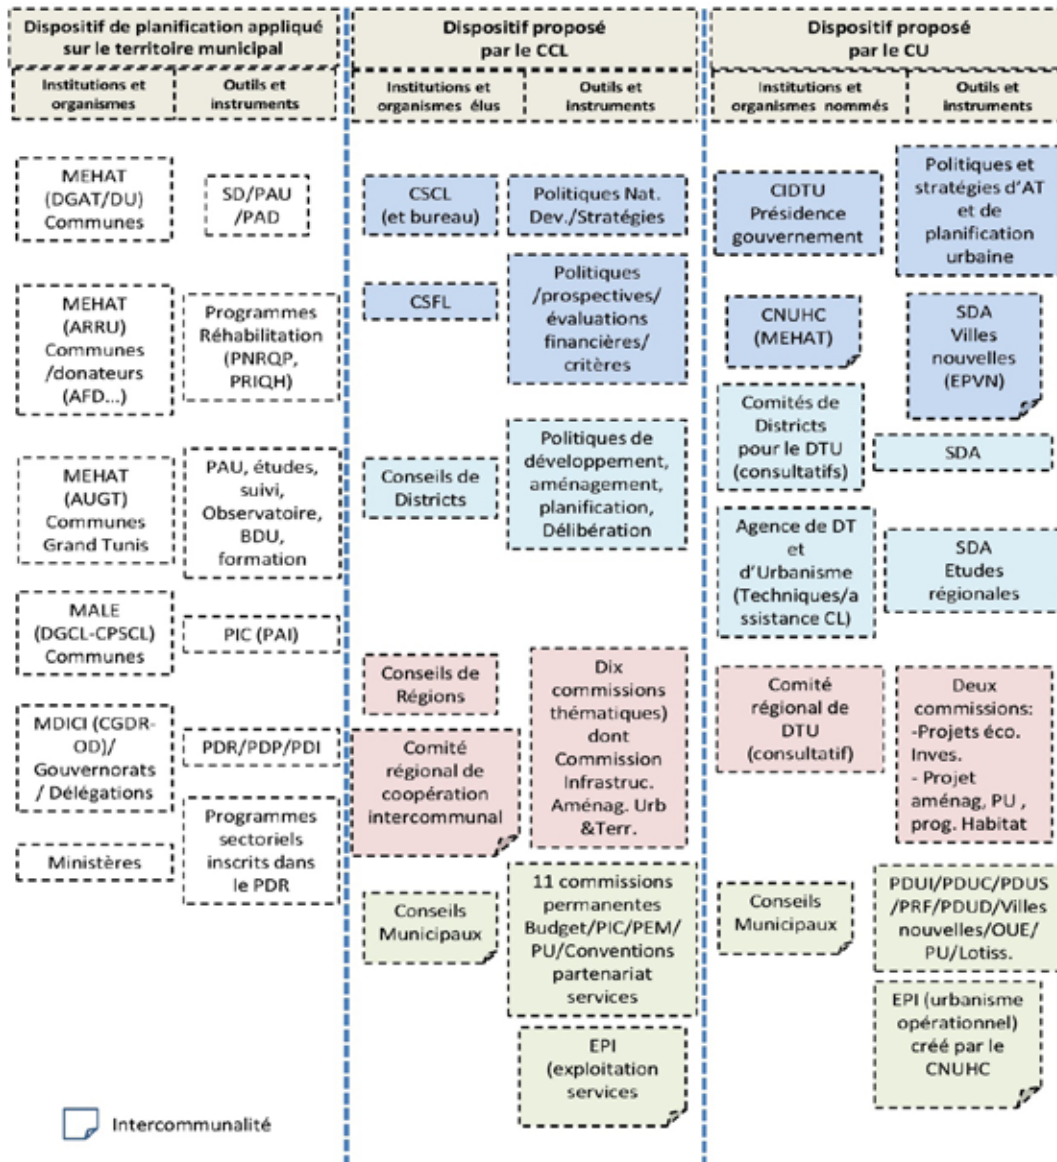 Dispositif de planification appliqué
sur le territoire municipal
Institutions et
organismes
Outils et
instruments
MEHAT
(DGAT/DU)
Communes
SD/PAU
/PAD
MEHAT
(ARRU)
Communes
/donateurs
(AFD...)
Programmes
Réhabilitation
(PNRQP,
PRIQH)
MEHAT
(AUGT)
Communes
Grand Tunis
PAU, études,
suivi,
Observatoire,
BDU,
formation
MALE
(DGCL-CPSCL)
Communes
PIC (PAI)
MDICI (CGDR-
OD)/
Gouvernorats
/ Délégations
PDR/PDP/PDI
Ministères
Programmes
sectoriels
inscrits dans
le PDR
Intercommunalité
Dispositif proposé
par le CCL
Institutions et
organismes élus
Outils et
instruments
CSCL
(et bureau)
Politiques Nat.
Dev./Stratégies
CSFL
Politiques
/prospectives/
évaluations
financières/
critères
Conseils de
Districts
Politiques de
développement,
aménagement,
planification,
Délibération
Conseils de
Régions
Comité
régional de
coopération
intercommunal
Dix
commissions
thématiques)
dont
Commission
Infrastruc.
Aménag. Urb
&Terr.
Conseils
Municipaux
11 commissions
permanentes
Budget/PIC/PEM/
PU/Conventions
partenariat
services
EPI
(exploitation
services
Dispositif proposé
par le CU
Institutions et
organismes nommés
Outils et
instruments
CIDTU
Présidence
gouvernement
Politiques et
stratégies d'AT
et de
planification
urbaine
CNUHC
(MEHAT)
SDA
Villes
nouvelles
(EPVN)
Comités de
Districts
pour le DTU
(consultatifs)
SDA
Agence de DT
et
d'Urbanisme
(Techniques/a
ssistance CL)
SDA
Etudes
régionales
Comité
régional de
DTU
(consultatif)
Deux
commissions:
-Projets éco.
Inves.
- Projet
aménag, PU ,
prog. Habitat
Conseils
Municipaux
PDUI/PDUC/PDUS
/PRF/PDUD/Villes
nouvelles/OUE/
PU/Lotiss.
EPI (urbanisme
opérationnel)
créé par le
CNUHC